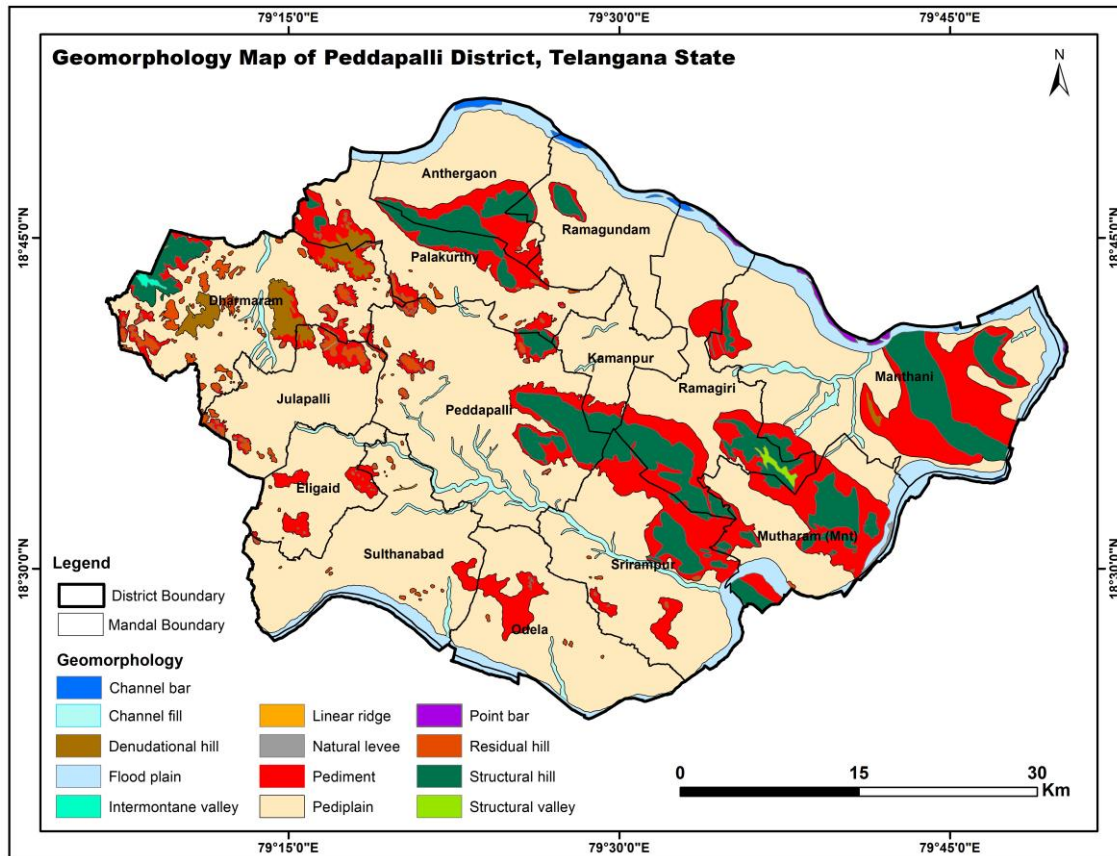 79°15'0"E 79°30'0"E 79°45'0"E
Geomorphology Map of Peddapalli District, Telangana State
N
Anthergaon
Ramagundam
18°45'0"N 18°45'0"N
Palakurthy
Dharmaram
Kamanpur
Manthani
Ramagiri
Julapalli
Peddapalli
Eligaid
Mutharam (Mnt)
Sulthanabad
Srirampur
18°30'0"N 18°30'0"N
Odela
Legend
District Boundary
Mandal Boundary
Geomorphology
Channel bar
Channel fill Linear ridge Point bar
Denudational hill Natural levee Residual hill
Flood plain Pediment Structural hill
Intermontane valley Pediplain Structural valley
0 15 30
Km
79°15'0"E 79°30'0"E 79°45'0"E